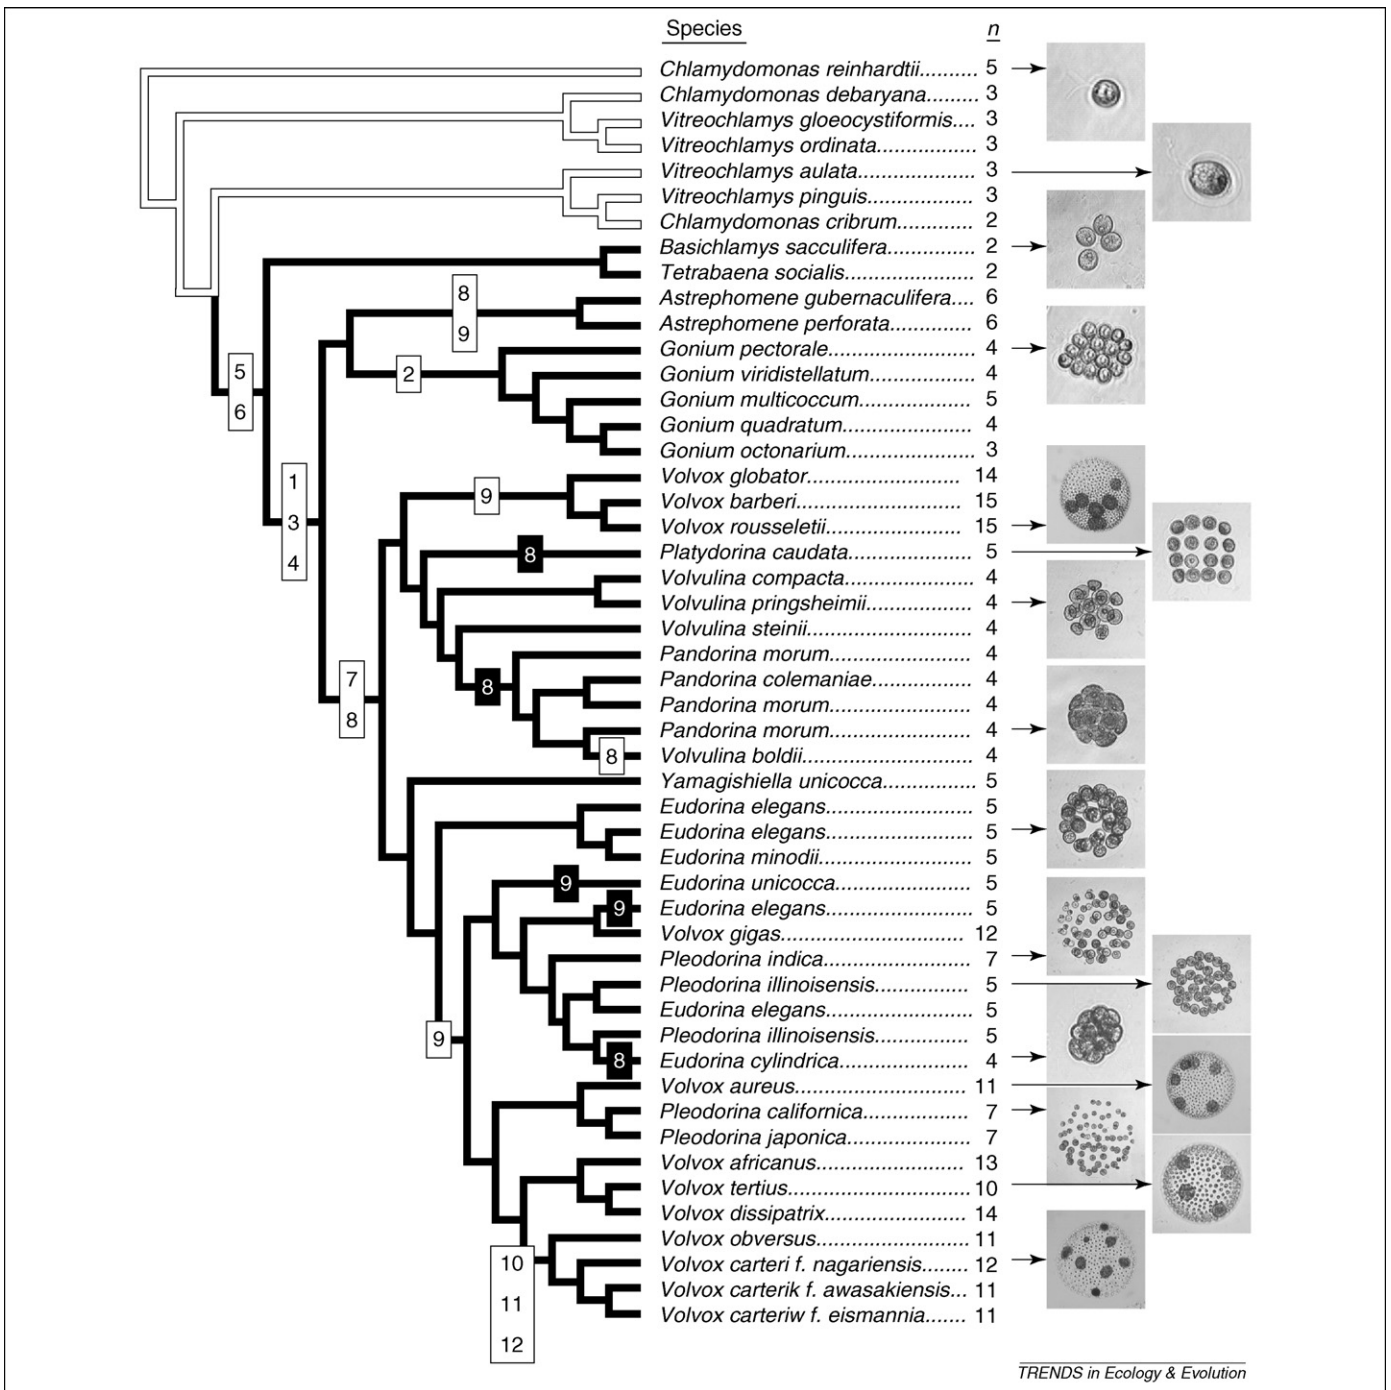 Species n
Chlamydomonas reinhardtii.......... 5
Chlamydomonas debaryana......... 3
Vitreochlamys gloeocystiformis.... 3
Vitreochlamys ordinata................. 3
Vitreochlamys aulata.................... 3
Vitreochlamys pinguis................... 3
Chlamydomonas cribrum.............. 2
Basichlamys sacculifera................ 2
Tetrabaena socialis....................... 2
8 Astrephomene gubernaculifera.... 6
9 Astrephomene perforata............... 6
Gonium pectorale......................... 4
2 Gonium viridistellatum.................. 4
5 Gonium multicoccum.................... 5
6 Gonium quadratum....................... 4
Gonium octonarium...................... 3
1 Volvox globator............................ 14
9 Volvox barberi.............................. 15
3 Volvox rousseletii......................... 15
4 8 Platydorina caudata...................... 5
Volvulina compacta....................... 4
Volvulina pringsheimii................... 4
Volvulina steinii............................. 4
Pandorina morum......................... 4
7 8 Pandorina colemaniae.................. 4
8 Pandorina morum......................... 4
Pandorina morum......................... 4
8 Volvulina boldii.............................. 4
Yamagishiella unicocca................ 5
Eudorina elegans.......................... 5
Eudorina elegans.......................... 5
Eudorina minodii........................... 5
9 Eudorina unicocca........................ 5
9 Eudorina elegans.......................... 5
Volvox gigas................................. 12
Pleodorina indica.......................... 7
Pleodorina illinoisensis.................. 5
Eudorina elegans.......................... 5
9 Pleodorina illinoisensis.................. 5
8 Eudorina cylindrica........................ 4
Volvox aureus.............................. 11
Pleodorina californica.................... 7
Pleodorina japonica...................... 7
Volvox africanus.......................... 13
Volvox tertius............................... 10
Volvox dissipatrix......................... 14
Volvox obversus.......................... 11
10 Volvox carteri f. nagariensis........ 12
11 Volvox carterik f. awasakiensis... 11
12 Volvox carteriw f. eismannia....... 11
TRENDS in Ecology & Evolution